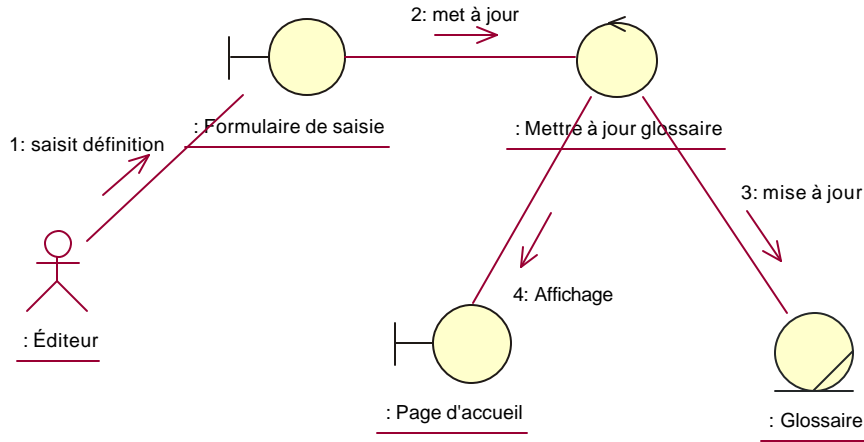 2: met à jour
: Formulaire de saisie
: Mettre à jour glossaire
1: saisit définition
3: mise à jour
4: Affichage
: Éditeur
: Page d'accueil
: Glossaire